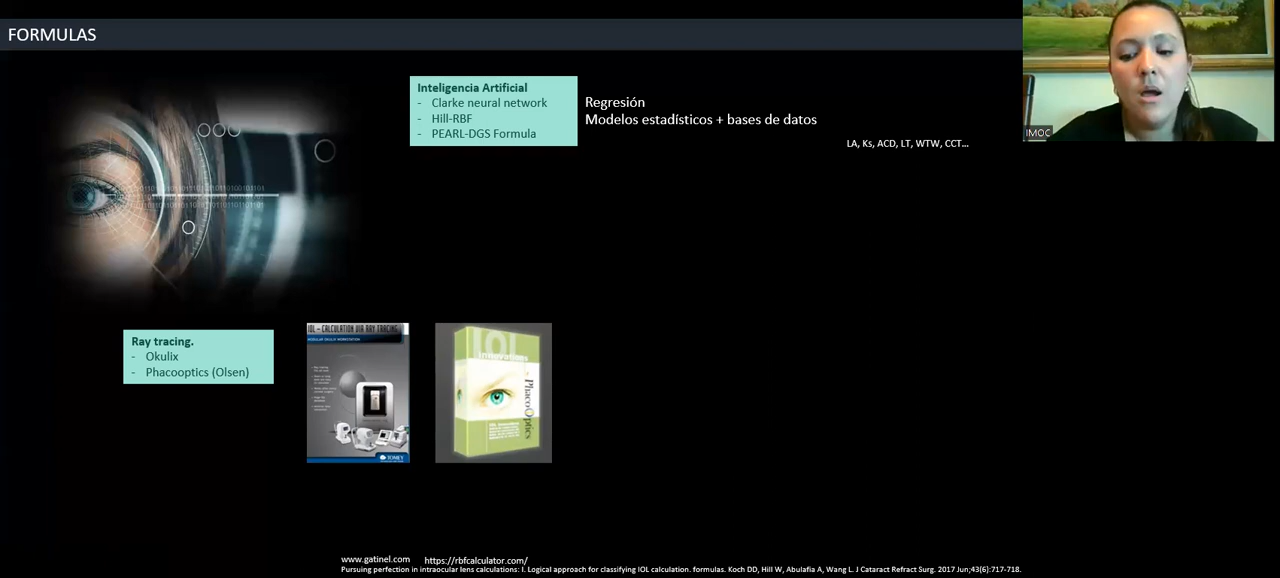 FORMULAS
Inteligencia Artificial
- Clarke neural network
- Hill-RBF
- PEARL-DGS Formula
Regresión
Modelos estadísticos + bases de datos
LA, Ks, ACD, LT, WTW, CCT...
IMOC
Ray tracing.
- Okulix
- Phacooptics (Olsen)
IOL - CALCULATION VIA RAY TRACING
TOMEY
IOL
Innovations
PhacoOptics
www.gatinel.com
https://rbfcalculator.com/
Pursuing perfection in intraocular lens calculations: I. Logical approach for classifying IOL calculation. formulas. Koch DD, Hill W, Abulafia A, Wang L. J Cataract Refract Surg. 2017 Jun;43(6):717-718.